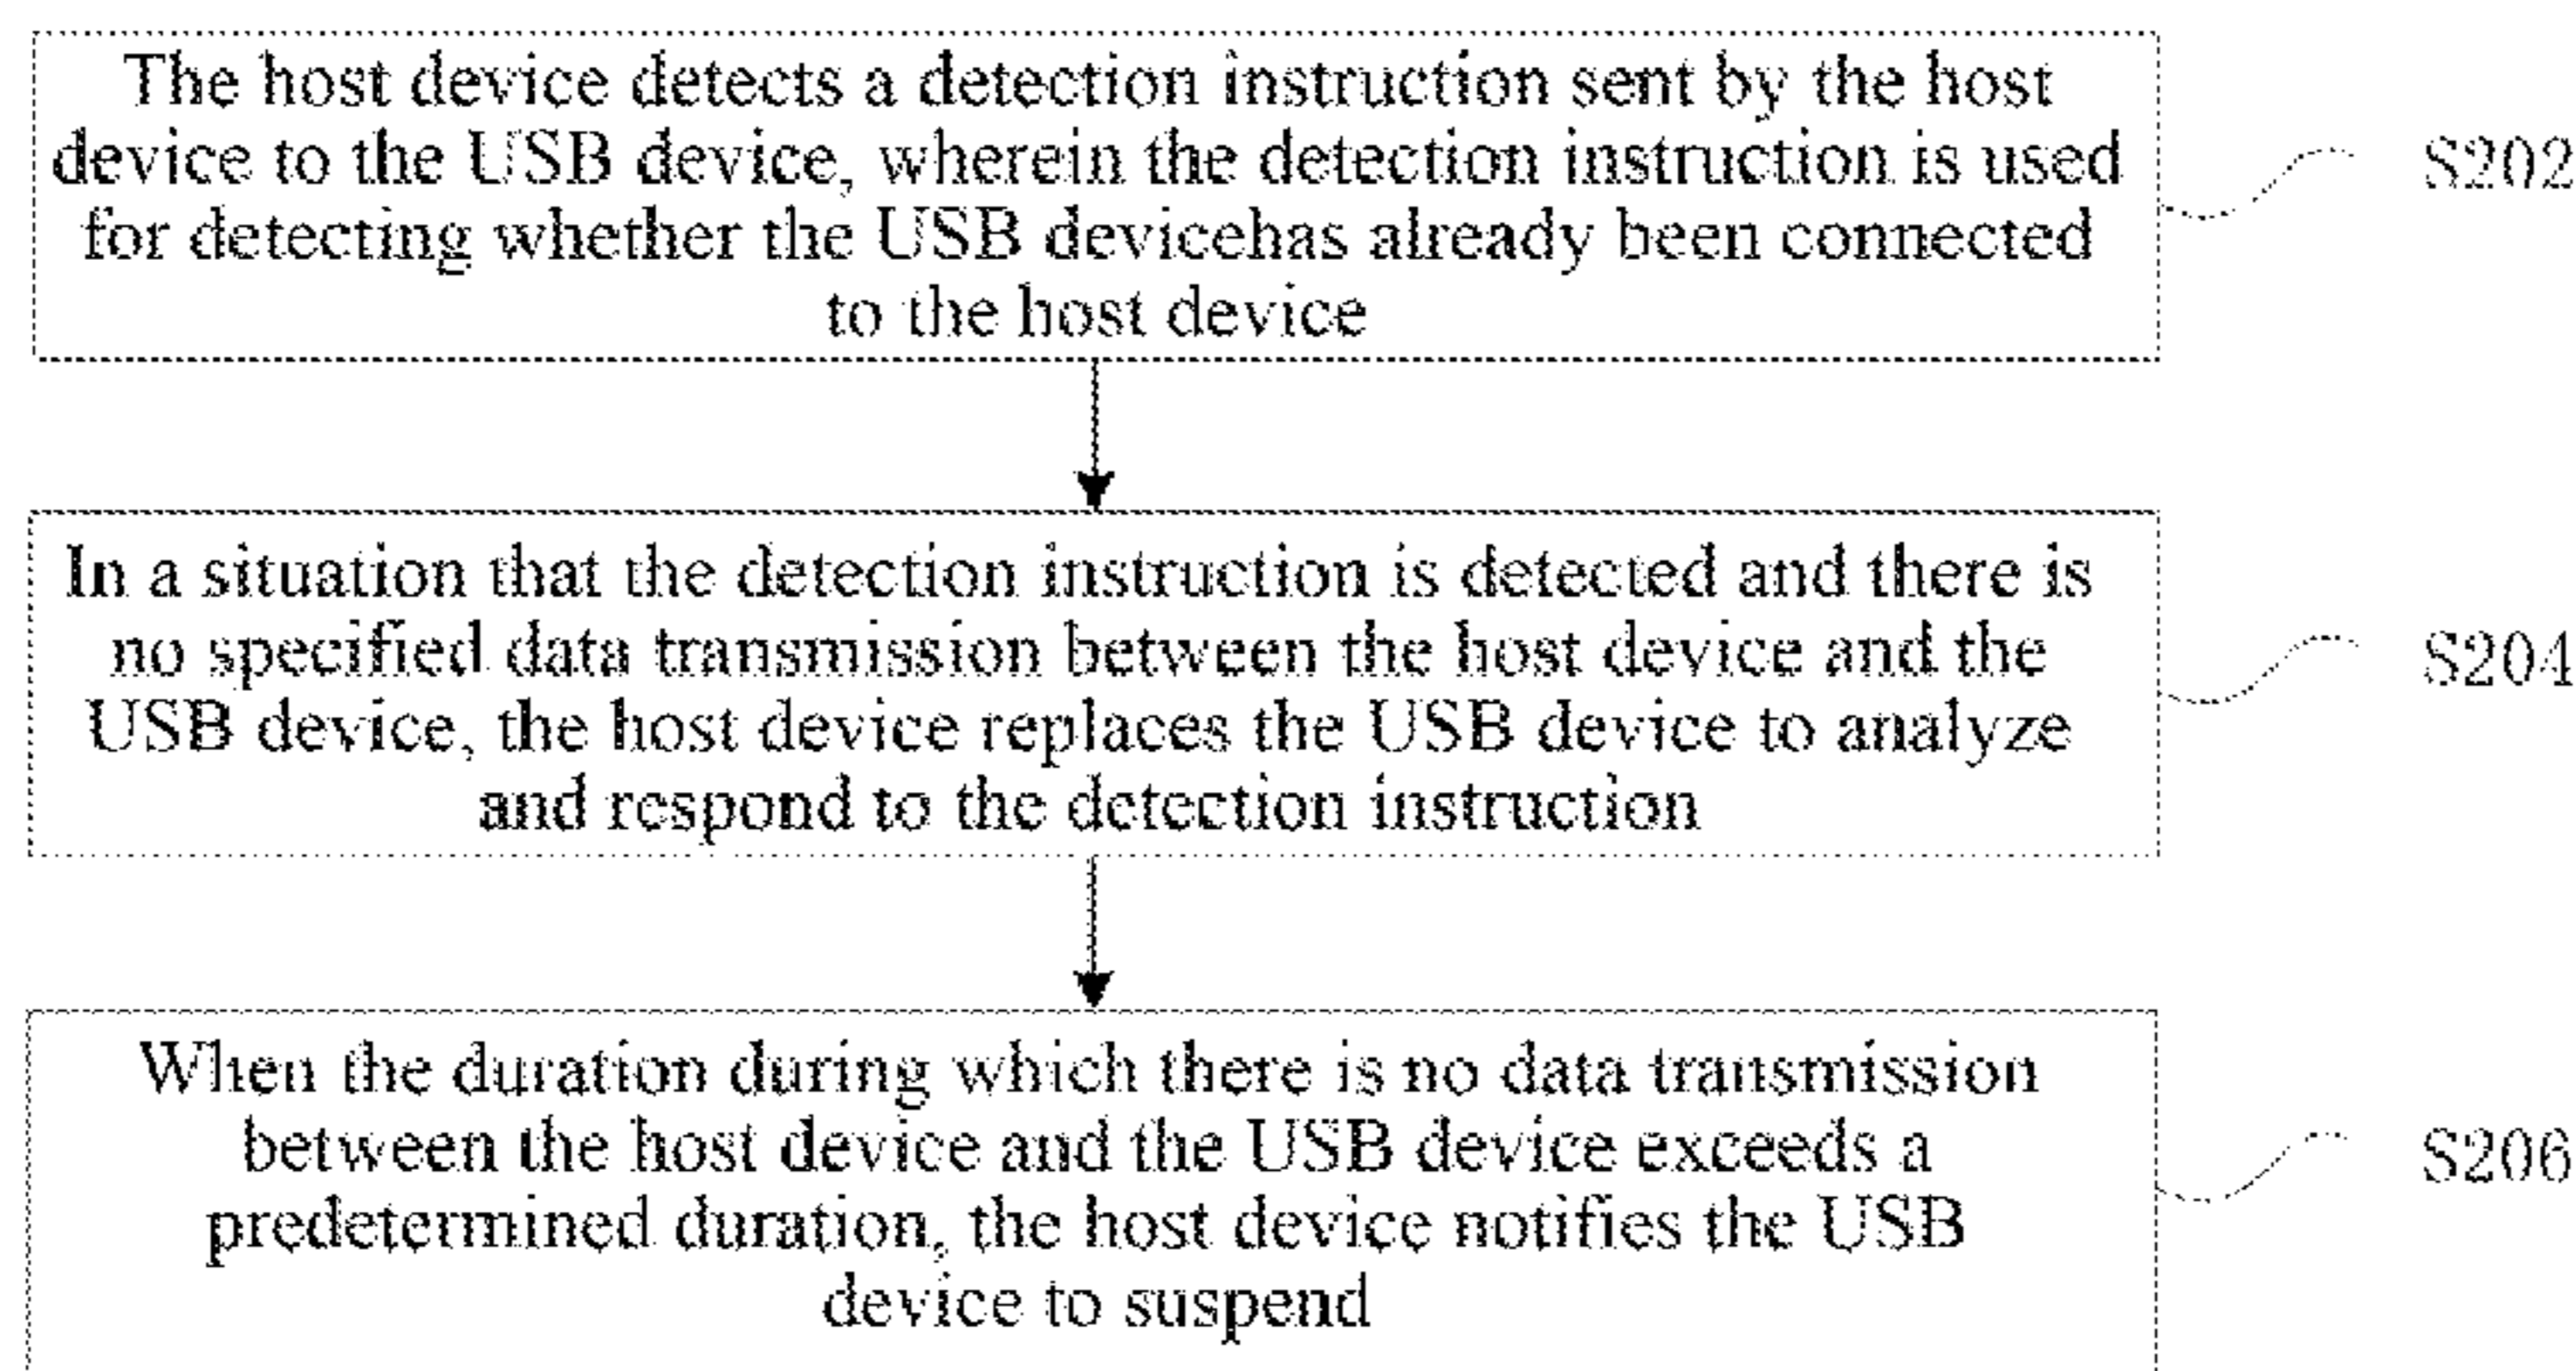 The host device detects a detection instruction sent by the host
device to the USB device, wherein the detection instruction is used
for detecting whether the USB devicehas already been connected
to the host device
S202
In a situation that the detection instruction is detected and there is
no specified data transmission between the host device and the
USB device, the host device replaces the USB device to analyze
and respond to the detection instruction
S204
When the duration during which there is no data transmission
between the host device and the USB device exceeds a
predetermined duration, the host device notifies the USB
device to suspend
S206